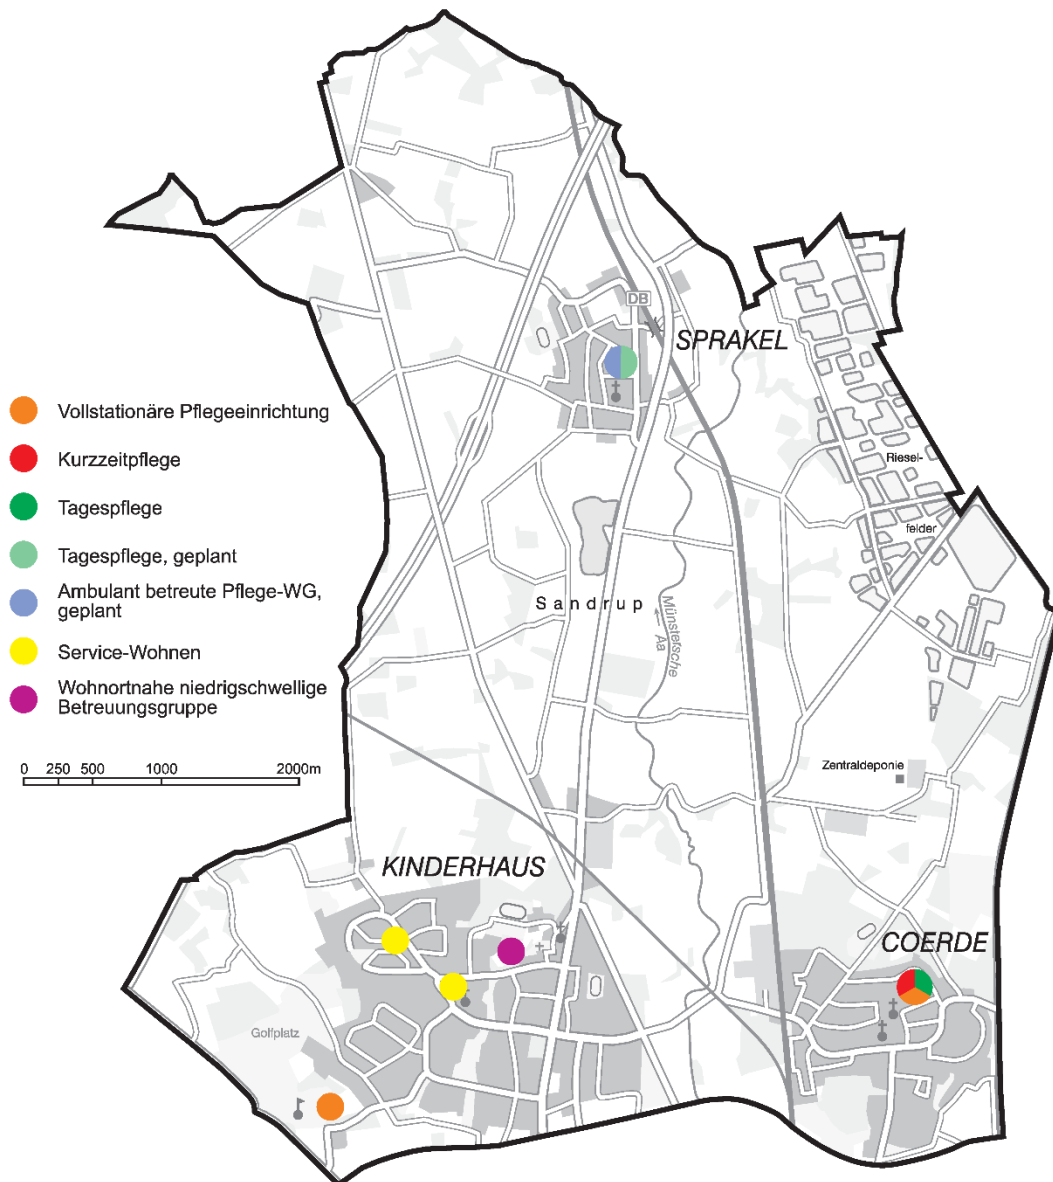 DB
SPRAKEL
Vollstationäre Pflegeeinrichtung
Kurzzeitpflege
Tagespflege
Tagespflege, geplant
Ambulant betreute Pflege-WG,
geplant
Service-Wohnen
Wohnortnahe niedrigschwellige
Betreuungsgruppe
0 250 500 1000 2000m
Riesel-
felder
Sandrup
Münstersche
Aa
Zentraldeponie
KINDERHAUS
COERDE
Golfplatz